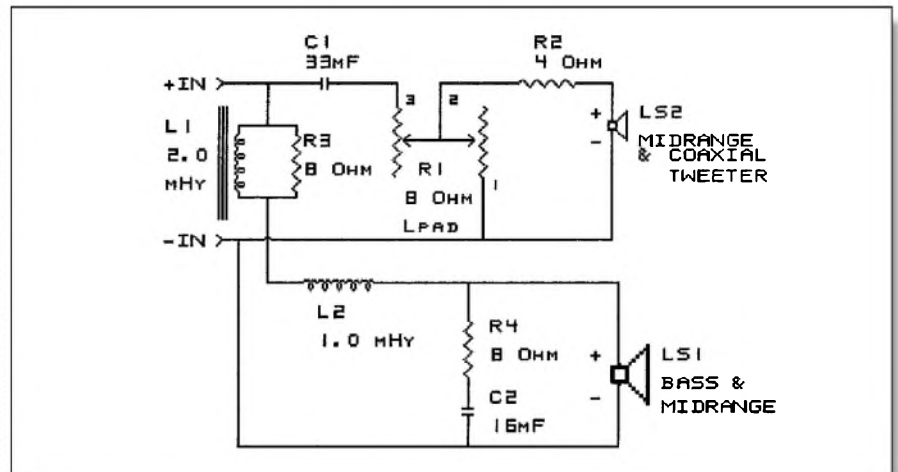 C1
33mF
R2
4 OHM
+IN
3
2
+
-
LS2
MIDRANGE
& COAXIAL
TWEETER
L1
2.0
mHY
R3
8 OHM
R1
8 OHM
LPAD
1
-IN
L2
1.0 mHY
R4
8 OHM
C2
16mF
+
-
LS1
BASS &
MIDRANGE